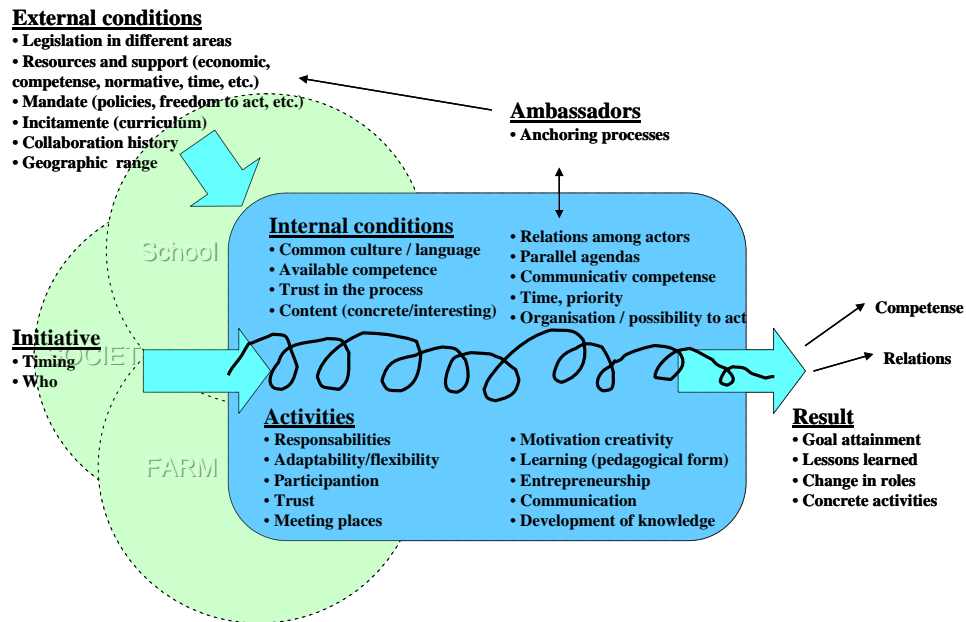 External conditions
• Legislation in different areas
• Resources and support (economic,
competense, normative, time, etc.)
• Mandate (policies, freedom to act, etc.)
• Incitamente (curriculum)
• Collaboration history
• Geographic range
Ambassadors
• Anchoring processes
School
Internal conditions
• Common culture / language
• Available competence
• Trust in the process
• Content (concrete/interesting)
• Relations among actors
• Parallel agendas
• Communicativ competense
• Time, priority
• Organisation / possibility to act
Initiative
• Timing
• Who
OCIET
FARM
Activities
• Responsabilities
• Adaptability/flexibility
• Participantion
• Trust
• Meeting places
• Motivation creativity
• Learning (pedagogical form)
• Entrepreneurship
• Communication
• Development of knowledge
Competense
Relations
Result
• Goal attainment
• Lessons learned
• Change in roles
• Concrete activities